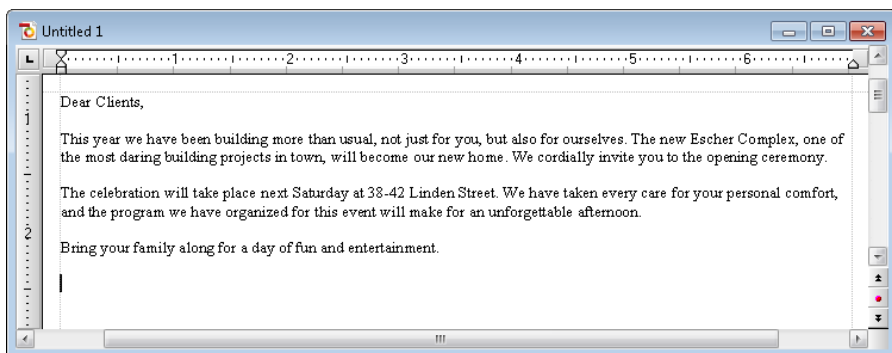 Untitled 1
1 2 3 4 5 6
Dear Clients,
1
This year we have been building more than usual, not just for you, but also for ourselves. The new Escher Complex, one of
the most daring building projects in town, will become our new home. We cordially invite you to the opening ceremony.
The celebration will take place next Saturday at 38-42 Linden Street. We have taken every care for your personal comfort,
and the program we have organized for this event will make for an unforgettable afternoon.
2
Bring your family along for a day of fun and entertainment.